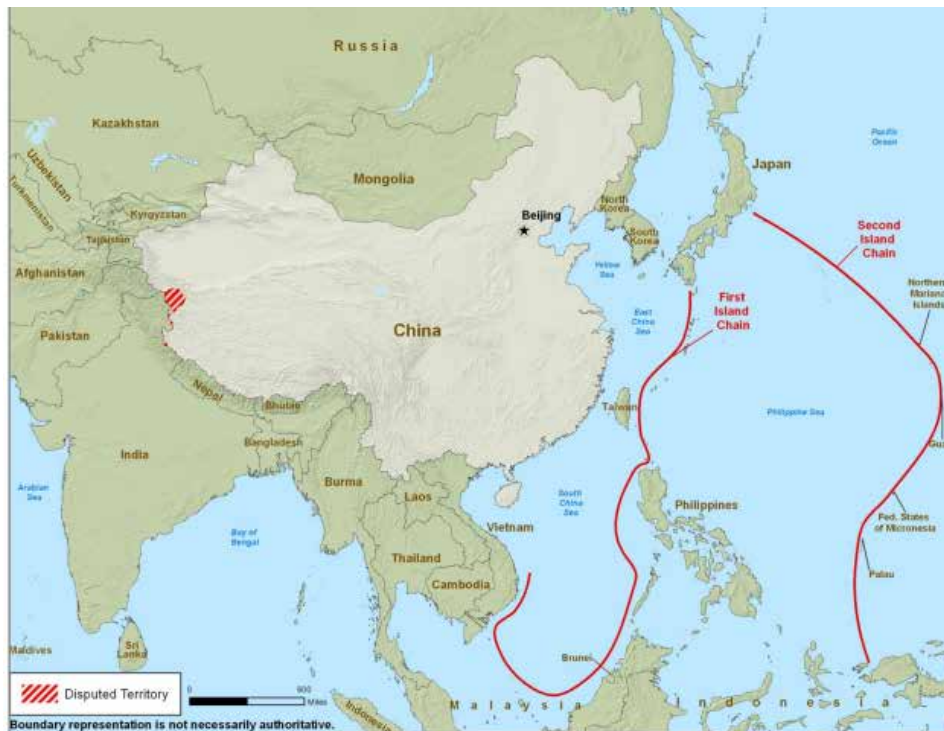 Russia
Kazakhstan
Pacific
Ocean
Uzbekistan
Mongolia
Japan
Turkmenistan
Kyrgyzstan
Beijing
North
Korea
Tajikistan
South
Korea
Second
Island
Chain
Afghanistan
Yellow
Sea
Northern
Mariana
Islands
First
Island
Chain
East
China
Sea
Pakistan
China
Nepal
Bhutan
Taiwan
Philippine Sea
Bangladesh
India
Burma
Gu
Arabian
Sea
Laos
South
China
Sea
Philippines
Vietnam
Fed. States
of Micronesia
Bay of
Bengal
Thailand
Cambodia
Palau
Maldives
Sri
Lanka
Brunei
Disputed Territory
0 600
Miles
Malaysia
Indonesia
Indonesia
Boundary representation is not necessarily authoritative.